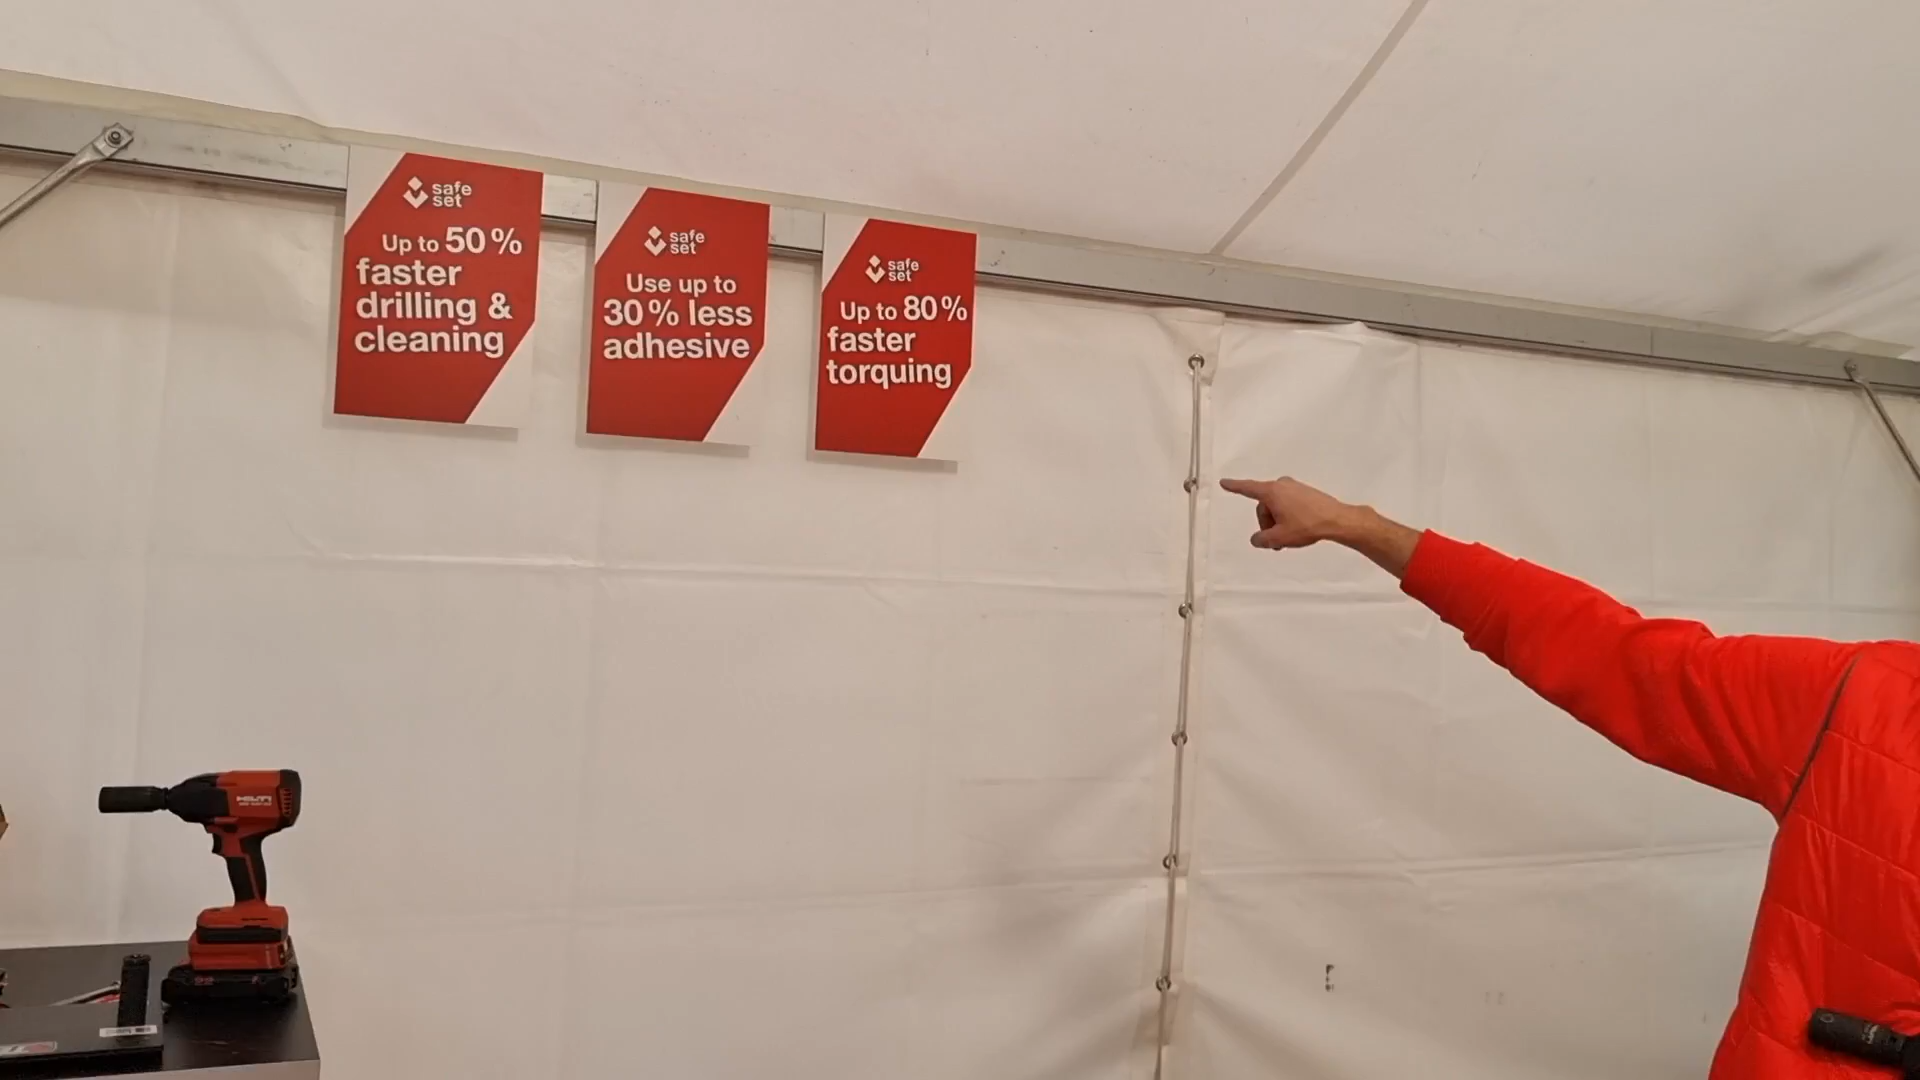 safe
set
Up to 50%
faster
drilling &
cleaning
safe
set
Use up to
30% less
adhesive
safe
set
Up to 80%
faster
torquing
HILTI